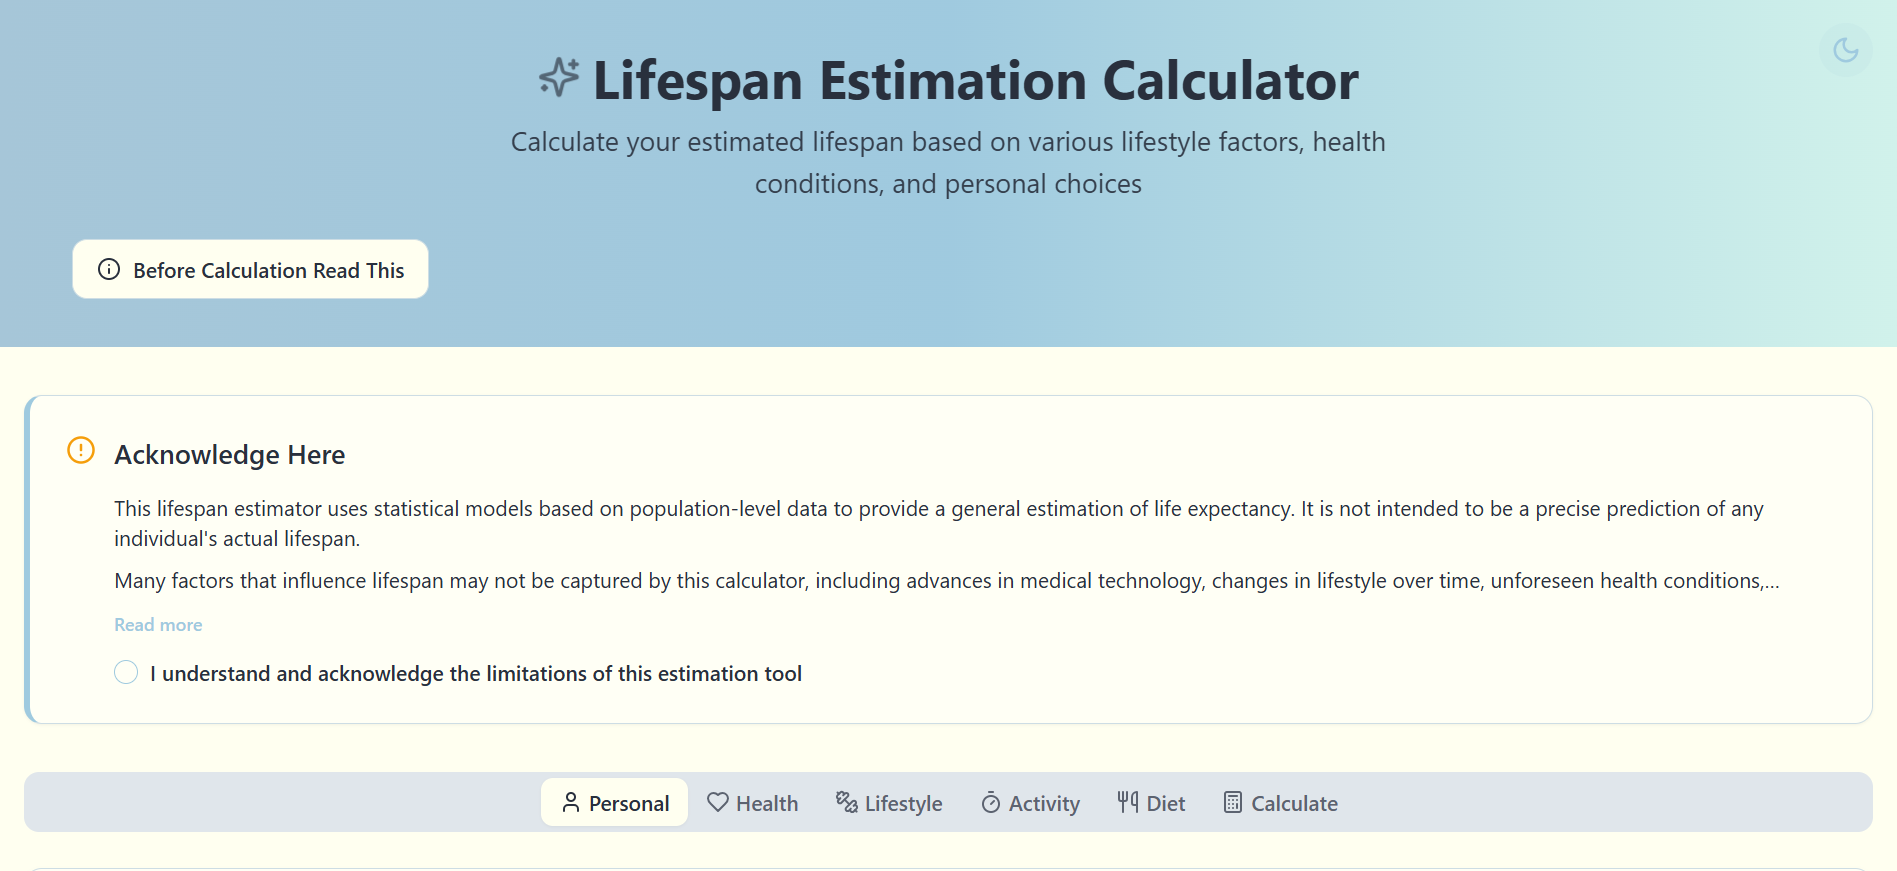 Lifespan Estimation Calculator
Calculate your estimated lifespan based on various lifestyle factors, health
conditions, and personal choices
Before Calculation Read This
Acknowledge Here
This lifespan estimator uses statistical models based on population-level data to provide a general estimation of life expectancy. It is not intended to be a precise prediction of any
individual's actual lifespan.
Many factors that influence lifespan may not be captured by this calculator, including advances in medical technology, changes in lifestyle over time, unforeseen health conditions,...
Read more
I understand and acknowledge the limitations of this estimation tool
Personal Health Lifestyle Activity Diet Calculate